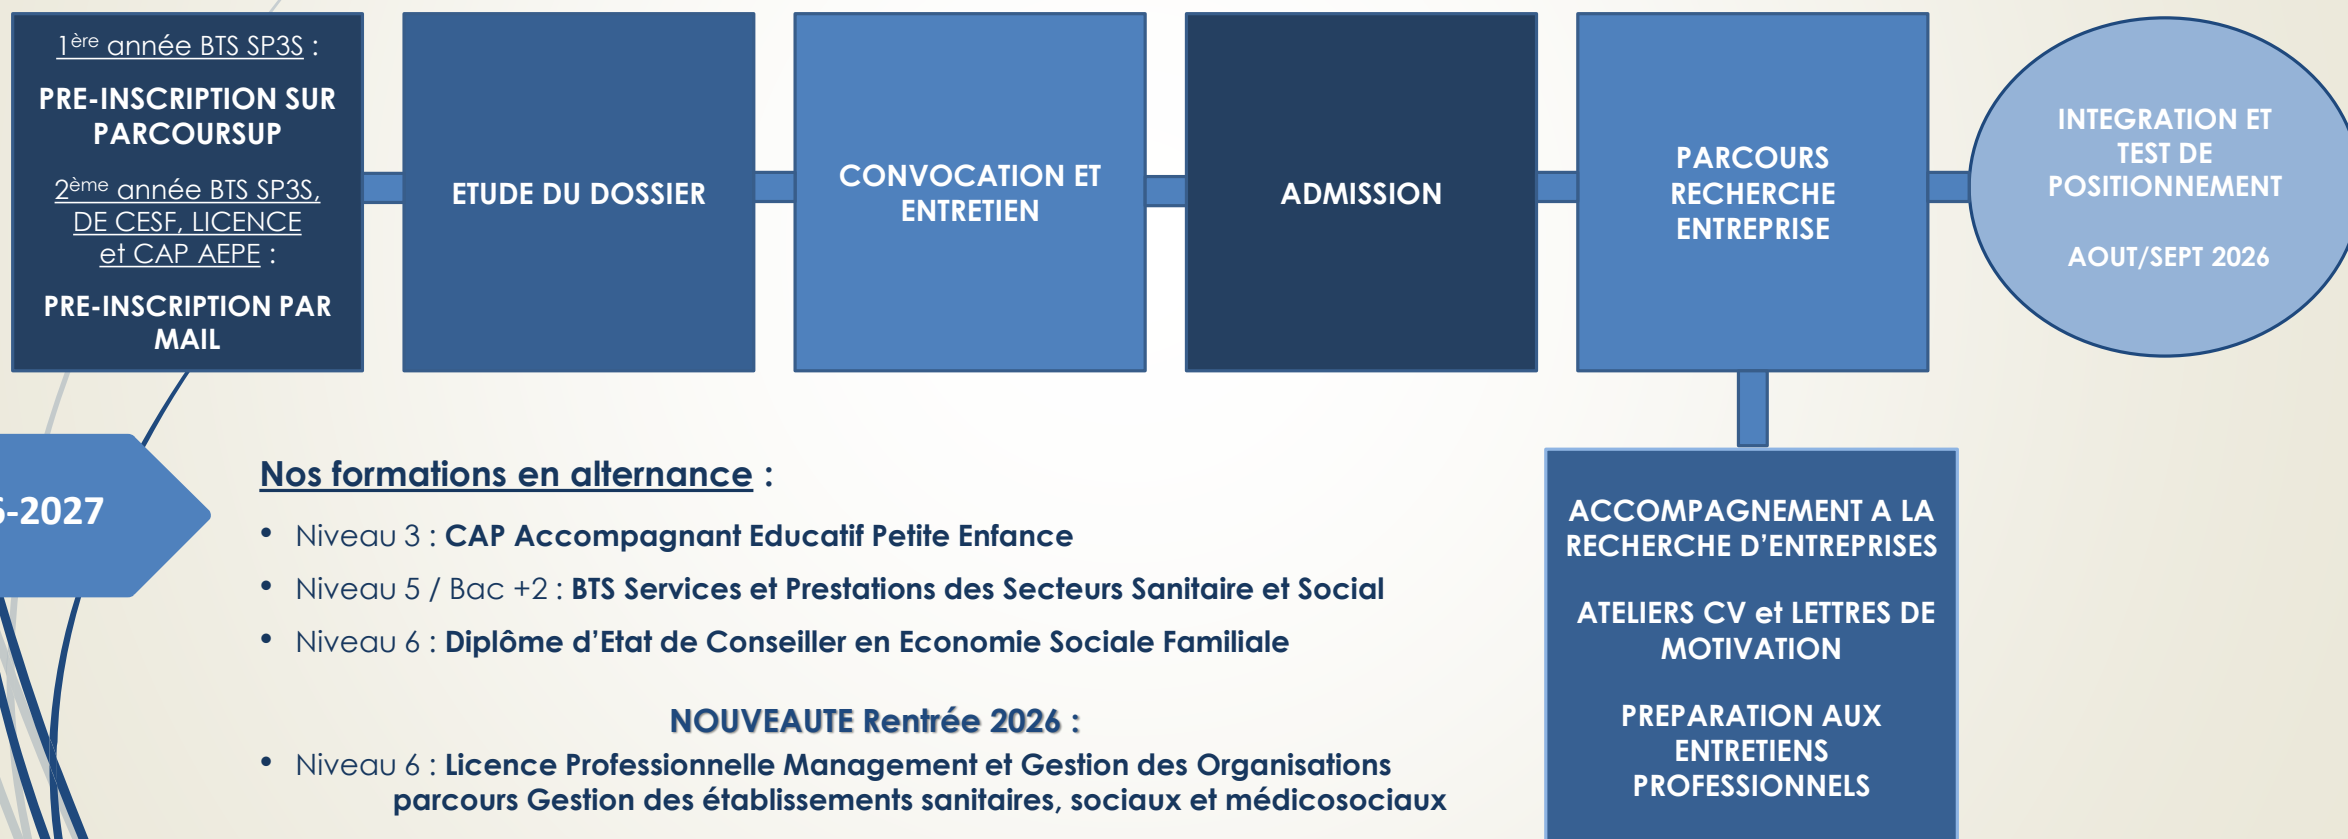 1ère année BTS SP3S :
PRE-INSCRIPTION SUR
PARCOURSUP
2ème année BTS SP3S,
DE CESF, LICENCE
et CAP AEPE :
PRE-INSCRIPTION PAR
MAIL
ETUDE DU DOSSIER
CONVOCATION ET
ENTRETIEN
ADMISSION
PARCOURS
RECHERCHE
ENTREPRISE
INTEGRATION ET
TEST DE
POSITIONNEMENT
AOUT/SEPT 2026
-2027
Nos formations en alternance :
• Niveau 3 : CAP Accompagnant Educatif Petite Enfance
• Niveau 5 / Bac +2 : BTS Services et Prestations des Secteurs Sanitaire et Social
• Niveau 6 : Diplôme d’Etat de Conseiller en Economie Sociale Familiale
NOUVEAUTE Rentrée 2026 :
• Niveau 6 : Licence Professionnelle Management et Gestion des Organisations
parcours Gestion des établissements sanitaires, sociaux et médicosociaux
ACCOMPAGNEMENT A LA
RECHERCHE D’ENTREPRISES
ATELIERS CV et LETTRES DE
MOTIVATION
PREPARATION AUX
ENTRETIENS
PROFESSIONNELS